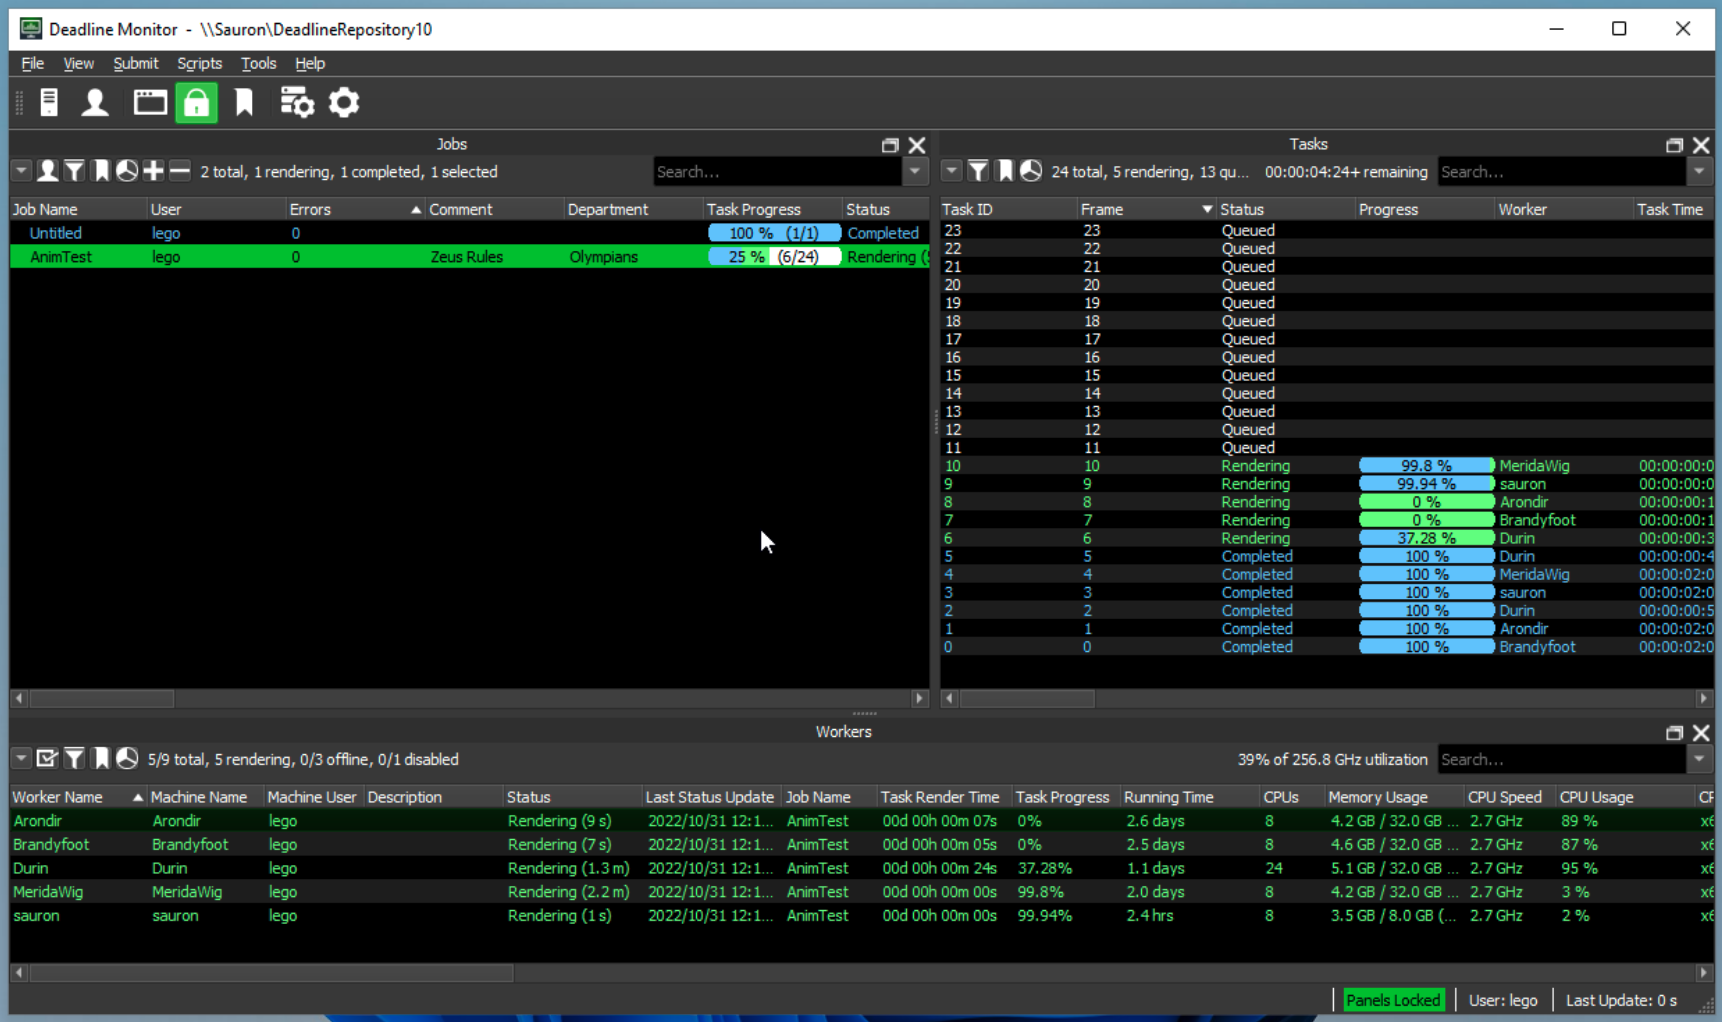 Deadline Monitor - \\Sauron\DeadlineRepository10
File View Submit Scripts Tools Help
Jobs
2 total, 1 rendering, 1 completed, 1 selected Search...
Job Name User Errors Comment Department Task Progress Status
Untitled lego 0 100 % (1/1) Completed
AnimTest lego 0 Zeus Rules Olympians 25 % (6/24) Rendering (
Tasks
24 total, 5 rendering, 13 qu... 00:00:04:24+ remaining Search...
Task ID Frame Status Progress Worker Task Time
23 23 Queued
22 22 Queued
21 21 Queued
20 20 Queued
19 19 Queued
18 18 Queued
17 17 Queued
16 16 Queued
15 15 Queued
14 14 Queued
13 13 Queued
12 12 Queued
11 11 Queued
10 10 Rendering 99.8 % MeridaWig 00:00:00:0
9 9 Rendering 99.94 % sauron 00:00:00:0
8 8 Rendering 0 % Arondir 00:00:00:1
7 7 Rendering 0 % Brandyfoot 00:00:00:1
6 6 Rendering 37.28 % Durin 00:00:00:3
5 5 Completed 100 % Durin 00:00:00:4
4 4 Completed 100 % MeridaWig 00:00:02:0
3 3 Completed 100 % sauron 00:00:02:0
2 2 Completed 100 % Durin 00:00:00:5
1 1 Completed 100 % Arondir 00:00:02:0
0 0 Completed 100 % Brandyfoot 00:00:02:0
Workers
5/9 total, 5 rendering, 0/3 offline, 0/1 disabled 39% of 256.8 GHz utilization Search...
Worker Name Machine Name Machine User Description Status Last Status Update Job Name Task Render Time Task Progress Running Time CPUs Memory Usage CPU Speed CPU Usage CP
Arondir Arondir lego Rendering (9 s) 2022/10/31 12:1... AnimTest 00d 00h 00m 07s 0% 2.6 days 8 4.2 GB / 32.0 GB ... 2.7 GHz 89 % x6
Brandyfoot Brandyfoot lego Rendering (7 s) 2022/10/31 12:1... AnimTest 00d 00h 00m 05s 0% 2.5 days 8 4.6 GB / 32.0 GB ... 2.7 GHz 87 % x6
Durin Durin lego Rendering (1.3 m) 2022/10/31 12:1... AnimTest 00d 00h 00m 24s 37.28% 1.1 days 24 5.1 GB / 32.0 GB ... 2.7 GHz 95 % x6
MeridaWig MeridaWig lego Rendering (2.2 m) 2022/10/31 12:1... AnimTest 00d 00h 00m 00s 99.8% 2.0 days 8 4.2 GB / 32.0 GB ... 2.7 GHz 3 % x6
sauron sauron lego Rendering (1 s) 2022/10/31 12:1... AnimTest 00d 00h 00m 00s 99.94% 2.4 hrs 8 3.5 GB / 8.0 GB (... 2.7 GHz 2 % x6
Panels Locked User: lego Last Update: 0 s